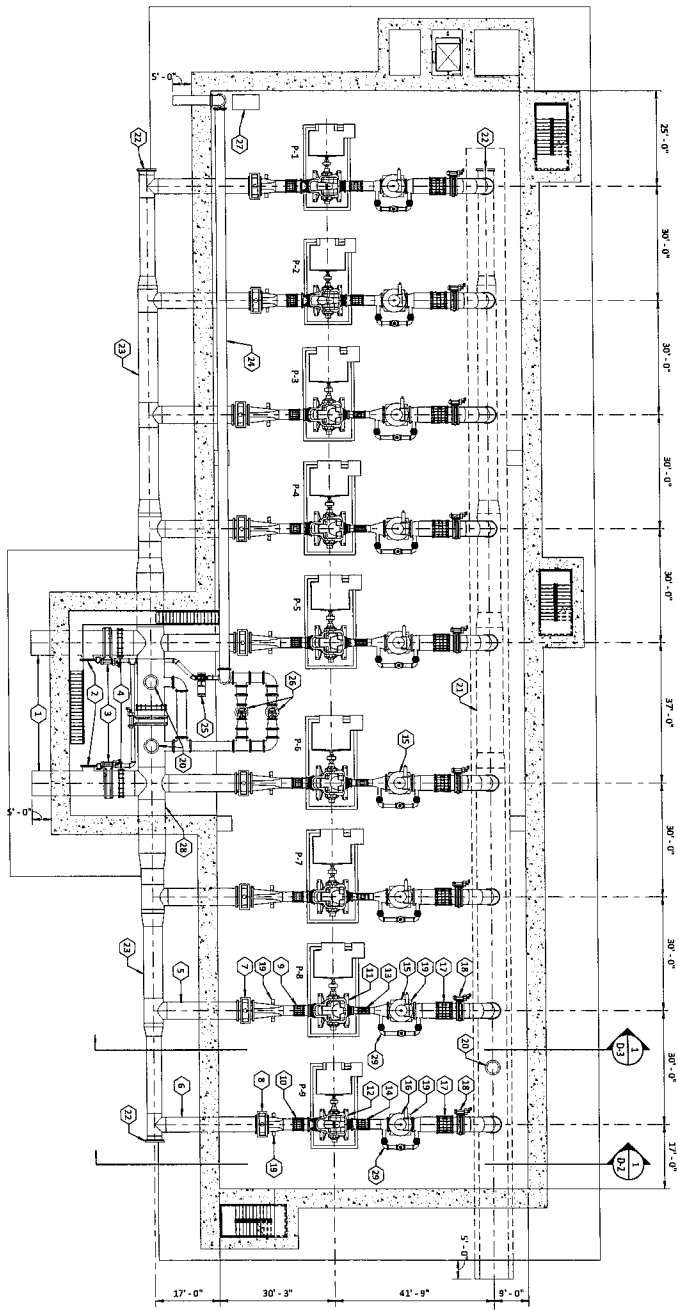 5' - 0"
25' - 0"
30' - 0"
30' - 0"
30' - 0"
30' - 0"
37' - 0"
30' - 0"
30' - 0"
30' - 0"
17' - 0"
22
27
22
P-1
P-2
23
24
P-3
P-4
P-5
1
2
3
4
25
26
20
21
15
P-6
5' - 0"
28
P-7
23
5
7
19
9
P-8
11
13
15
19
17
18
29
20
1
D-3
22
6
8
10
19
P-9
12
14
16
19
17
18
29
1
D-2
5' - 0"
17' - 0"
30' - 3"
41' - 9"
9' - 0"